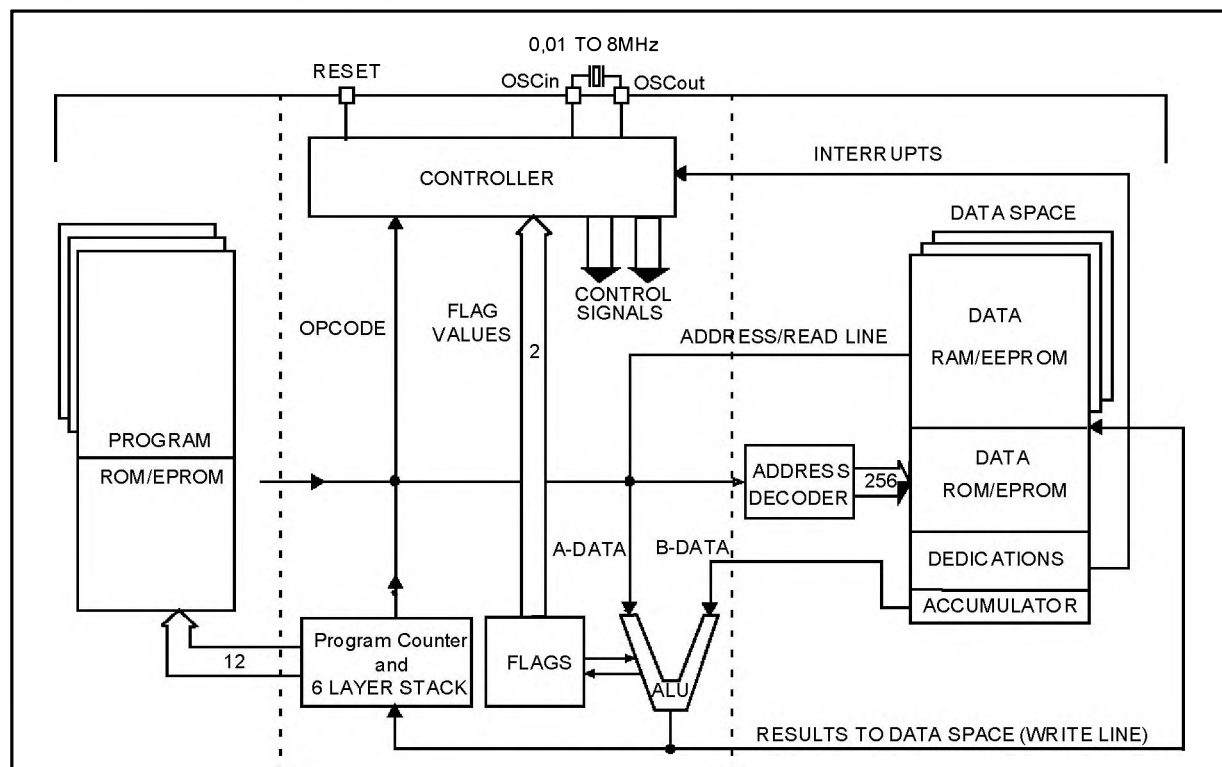 0,01 TO 8MHz
RESET
OSCin
OSCout
INTERRUPTS
CONTROLLER
DATA SPACE
CONTROL
SIGNALS
OPCODE
FLAG
VALUES
2
DATA
RAM/EEPROM
ADDRESS/READ LINE
PROGRAM
ROM/EPROM
ADDRESS
DECODER
256
DATA
ROM/EPROM
A-DATA
B-DATA
DEDICATIONS
ACCUMULATOR
12
Program Counter
and
6 LAYER STACK
FLAGS
ALU
RESULTS TO DATA SPACE (WRITE LINE)